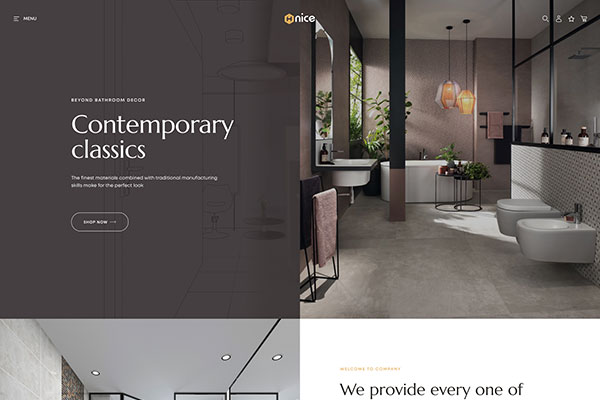 MENU
nice
BEYOND BATHROOM DECOR
Contemporary
classics
The finest materials combined with traditional manufacturing
skills make for the perfect look
SHOP NOW
WELCOME TO COMPANY
We provide every one of